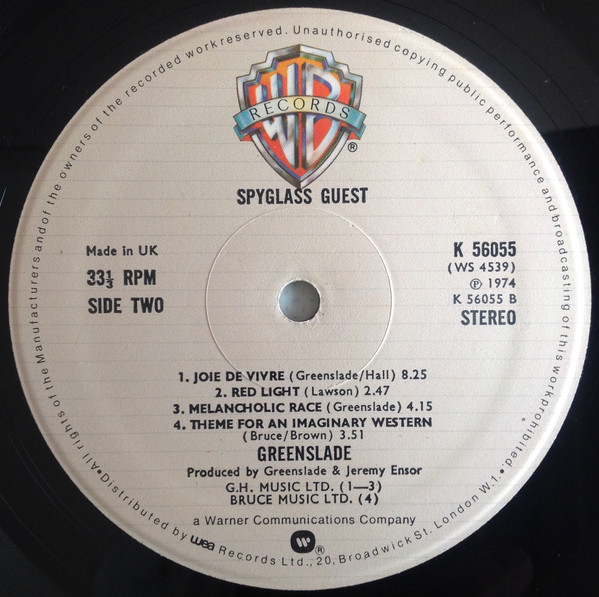 WB
RECORDS
®
SPYGLASS GUEST
Made in UK
33⅓ RPM
SIDE TWO
K 56055
(WS 4539)
℗ 1974
K 56055 B
STEREO
1. JOIE DE VIVRE (Greenslade/Hall) 8.25
2. RED LIGHT (Lawson) 2.47
3. MELANCHOLIC RACE (Greenslade) 4.15
4. THEME FOR AN IMAGINARY WESTERN
(Bruce/Brown) 3.51
GREENSLADE
Produced by Greenslade & Jeremy Ensor
G.H. MUSIC LTD. (1—3)
BRUCE MUSIC LTD. (4)
a Warner Communications Company
®
•All rights of the Manufacturers and of the owners of the recorded work reserved. Unauthorised copying public performance and broadcasting of this work prohibited.
•Distributed by wea Records Ltd., 20, Broadwick St. London W1.•